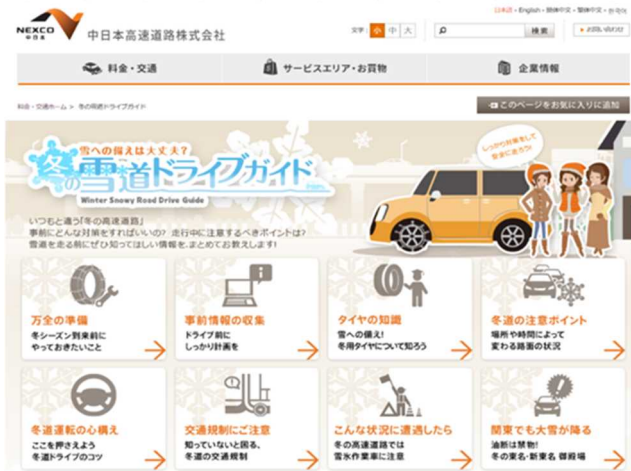 日本語・English・簡体中文・繁体中文・한국어
NEXCO
中日本
中日本高速道路株式会社
文字 小 中 大
検索
お問い合わせ
料金・交通
サービスエリア・お買物
企業情報
料金・交通ホーム > 冬の雪道ドライブガイド
このページをお気に入りに追加
雪への備えは大丈夫?
冬の雪道ドライブガイド
Winter Snowy Road Drive Guide
しっかり対策をして
安全に走ろう!
いつもと違う「冬の高速道路」
事前にどんな対策をすればいいの? 走行中に注意するべきポイントは?
雪道を走る前にぜひ知ってほしい情報を、まとめてお教えします!
万全の準備
冬シーズン到来前に
やっておきたいこと
事前情報の収集
ドライブ前に
しっかり計画を
タイヤの知識
雪への備え!
冬用タイヤについて知ろう
冬道の注意ポイント
場所や時間によって
変わる路面の状況
冬道運転の心構え
ここを押さえよう
冬道ドライブのコツ
交通規制にご注意
知っていないと困る、
冬道の交通規制
こんな状況に遭遇したら
冬の高速道路では
雪氷作業車に注意
関東でも大雪が降る
油断は禁物!
冬の東名・新東名 御殿場